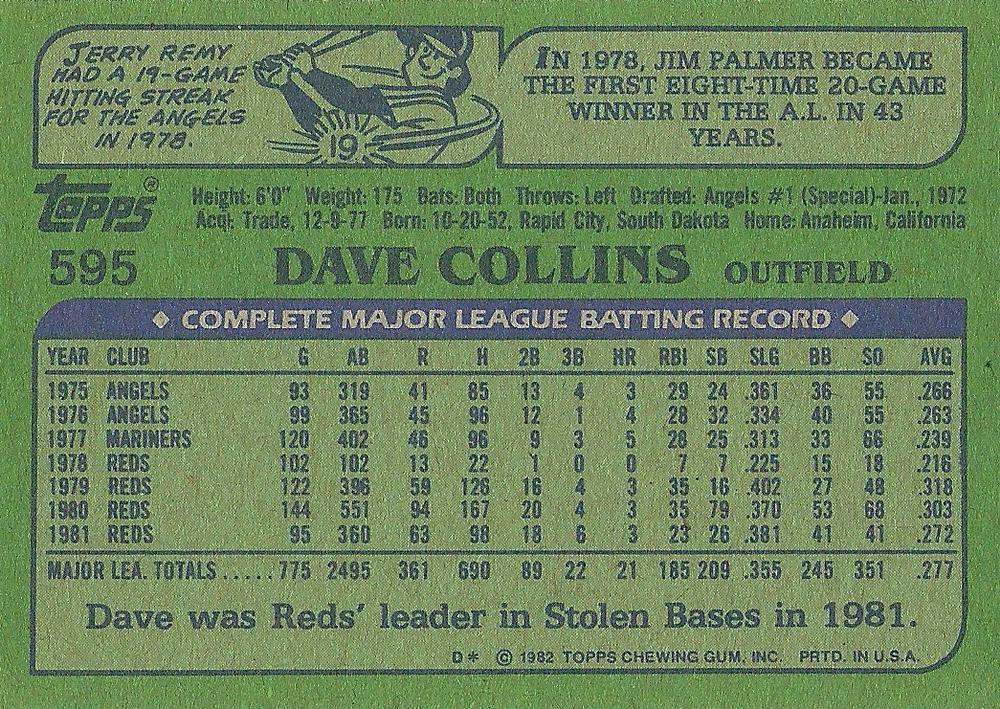 JERRY REMY
HAD A 19-GAME
HITTING STREAK
FOR THE ANGELS
IN 1978.
19
IN 1978, JIM PALMER BECAME
THE FIRST EIGHT-TIME 20-GAME
WINNER IN THE A.L. IN 43
YEARS.
TOPPS®
Height: 6'0" Weight: 175 Bats: Both Throws: Left Drafted: Angels #1 (Special)-Jan., 1972
Acq: Trade, 12-9-77 Born: 10-20-52, Rapid City, South Dakota Home: Anaheim, California
595 DAVE COLLINS OUTFIELD
◆ COMPLETE MAJOR LEAGUE BATTING RECORD ◆
YEAR CLUB G AB R H 2B 3B HR RBI SB SLG BB SO AVG
1975 ANGELS 93 319 41 85 13 4 3 29 24 .361 36 55 .266
1976 ANGELS 99 365 45 96 12 1 4 28 32 .334 40 55 .263
1977 MARINERS 120 402 46 96 9 3 5 28 25 .313 33 66 .239
1978 REDS 102 102 13 22 1 0 0 7 7 .225 15 18 .216
1979 REDS 122 396 59 126 16 4 3 35 16 .402 27 48 .318
1980 REDS 144 551 94 167 20 4 3 35 79 .370 53 68 .303
1981 REDS 95 360 63 98 18 6 3 23 26 .381 41 41 .272
MAJOR LEA. TOTALS ..... 775 2495 361 690 89 22 21 185 209 .355 245 351 .277
Dave was Reds' leader in Stolen Bases in 1981.
D* © 1982 TOPPS CHEWING GUM, INC. PRTD. IN U.S.A.